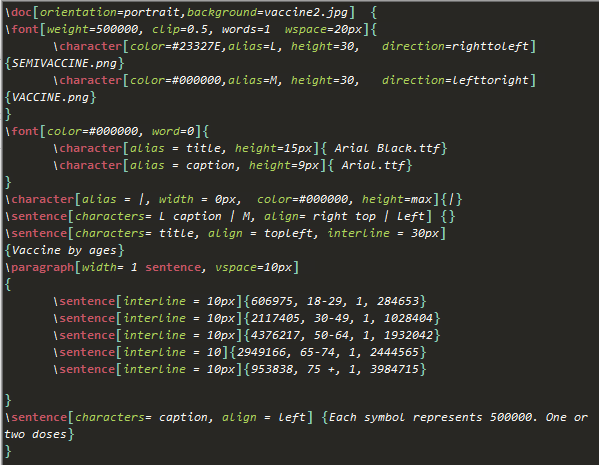 \doc[orientation=portrait,background=vaccine2.jpg]  {
\font[weight=500000, clip=0.5, words=1  wspace=20px]{
\character[color=#23327E,alias=L, height=30,   direction=righttoleft]
{SEMIVACCINE.png}
\character[color=#000000,alias=M, height=30,   direction=lefttoright]
{VACCINE.png}
}
\font[color=#000000, word=0]{
\character[alias = title, height=15px]{ Arial Black.ttf}
\character[alias = caption, height=9px]{ Arial.ttf}
}
\character[alias = |, width = 0px,  color=#000000, height=max]{|}
\sentence[characters= L caption | M, align= right top | Left] {}
\sentence[characters= title, align = topleft, interline = 30px]
{Vaccine by ages}
\paragraph[width= 1 sentence, vspace=10px]
{
\sentence[interline = 10px]{606975, 18-29, 1, 284653}
\sentence[interline = 10px]{2117405, 30-49, 1, 1028404}
\sentence[interline = 10px]{4376217, 50-64, 1, 1932042}
\sentence[interline = 10]{2949166, 65-74, 1, 2444565}
\sentence[interline = 10px]{953838, 75 +, 1, 3984715}
}
\sentence[characters= caption, align = left] {Each symbol represents 500000. One or
two doses}
}